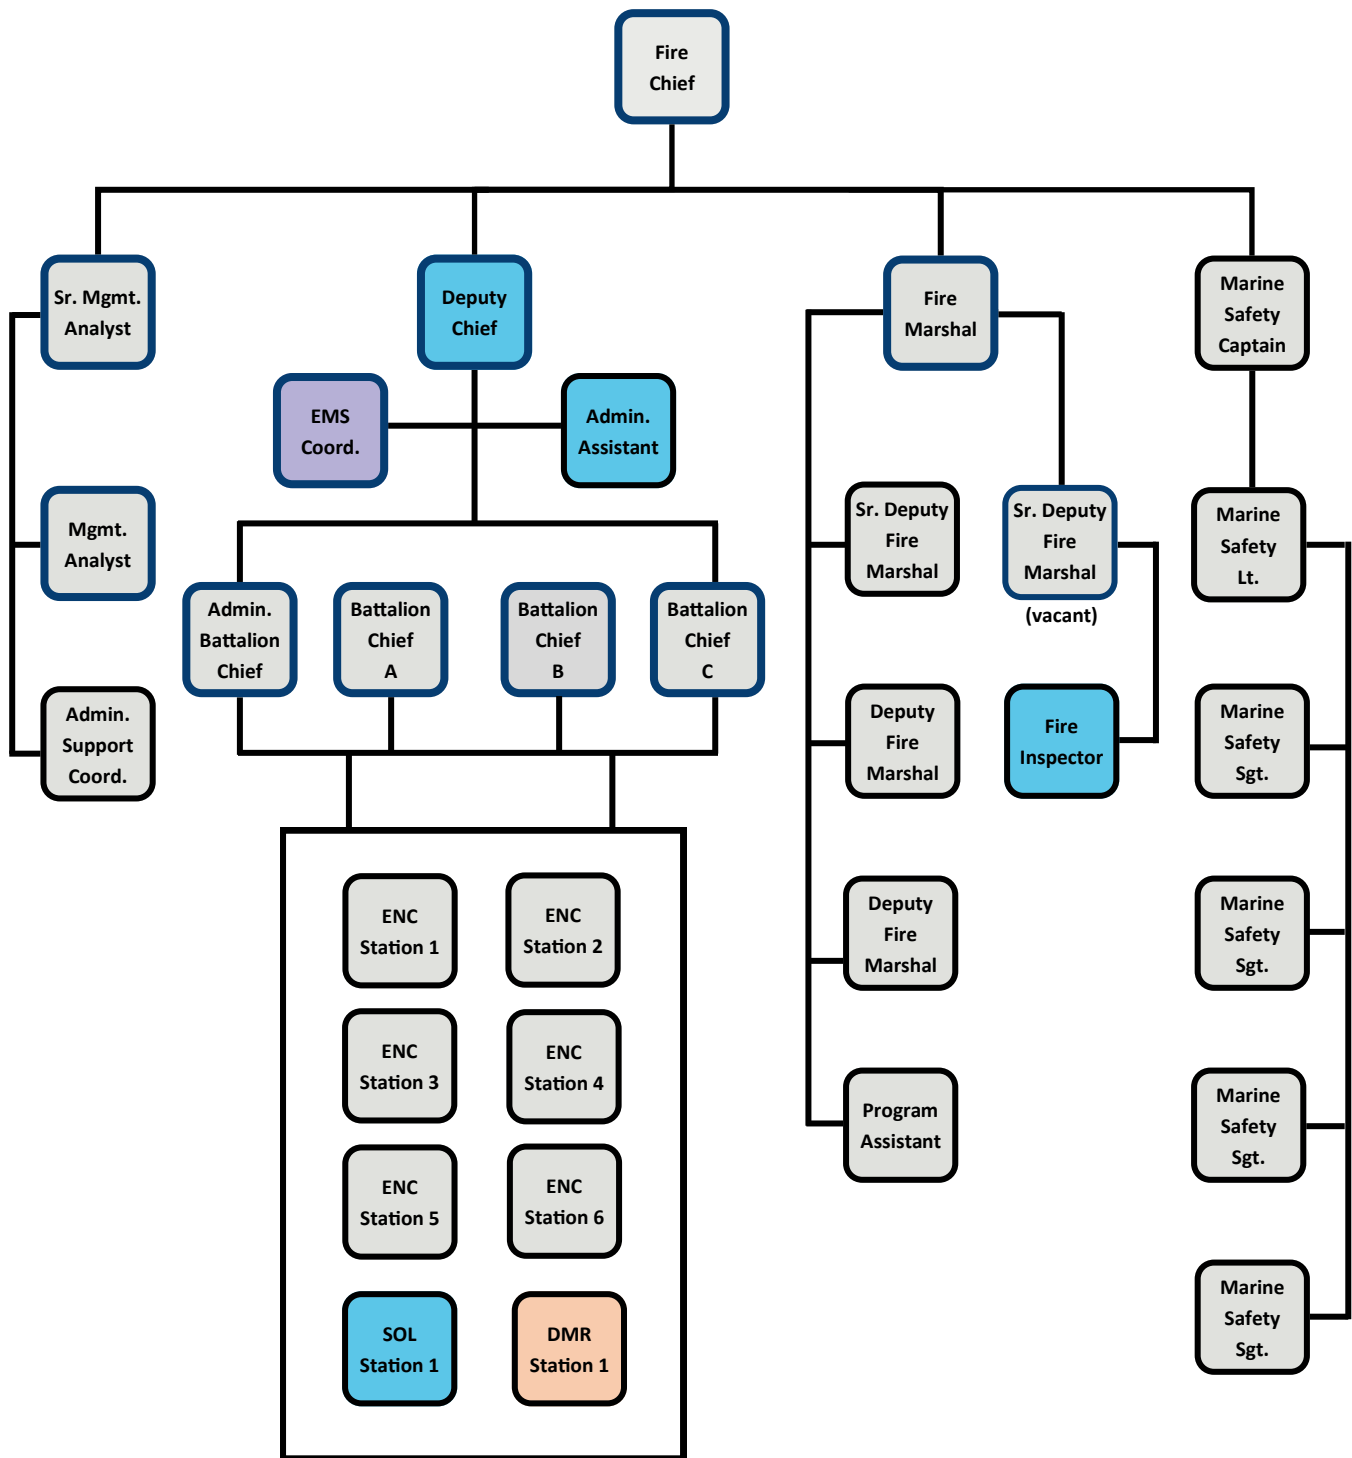 Fire
Chief
Sr. Mgmt.
Analyst
Deputy
Chief
Fire
Marshal
Marine
Safety
Captain
EMS
Coord.
Admin.
Assistant
Mgmt.
Analyst
Sr. Deputy
Fire
Marshal
Sr. Deputy
Fire
Marshal
(vacant)
Marine
Safety
Lt.
Admin.
Battalion
Chief
Battalion
Chief
A
Battalion
Chief
B
Battalion
Chief
C
Admin.
Support
Coord.
Deputy
Fire
Marshal
Fire
Inspector
Marine
Safety
Sgt.
ENC
Station 1
ENC
Station 2
Deputy
Fire
Marshal
Marine
Safety
Sgt.
ENC
Station 3
ENC
Station 4
Program
Assistant
Marine
Safety
Sgt.
ENC
Station 5
ENC
Station 6
Marine
Safety
Sgt.
SOL
Station 1
DMR
Station 1